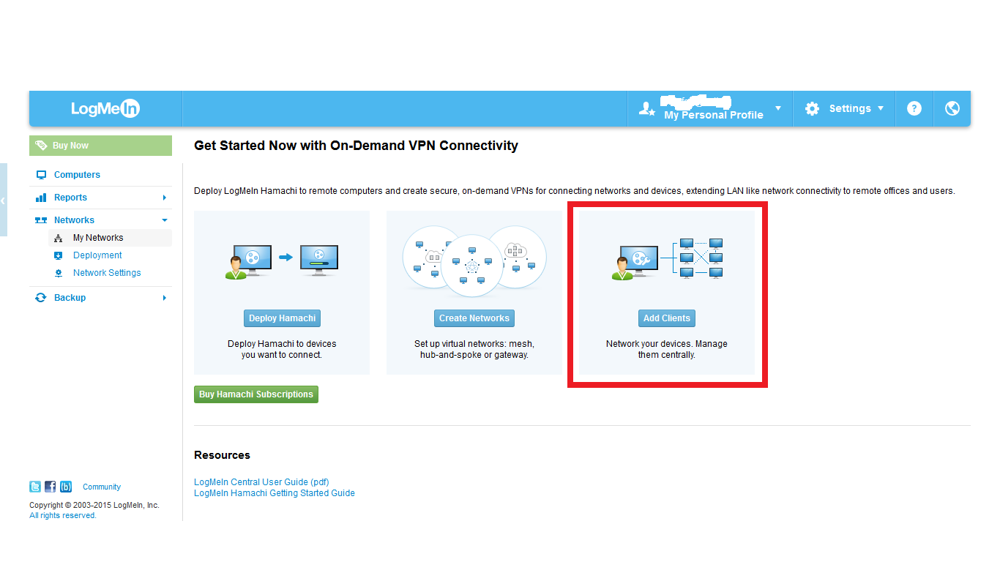 LogMeIn
My Personal Profile
Settings
?
Buy Now
Get Started Now with On-Demand VPN Connectivity
Computers
Reports
Networks
My Networks
Deployment
Network Settings
Backup
Deploy LogMeIn Hamachi to remote computers and create secure, on-demand VPNs for connecting networks and devices, extending LAN like network connectivity to remote offices and users.
Deploy Hamachi
Deploy Hamachi to devices
you want to connect.
Create Networks
Set up virtual networks: mesh,
hub-and-spoke or gateway.
Add Clients
Network your devices. Manage
them centrally.
Buy Hamachi Subscriptions
Resources
LogMeIn Central User Guide (pdf)
LogMeIn Hamachi Getting Started Guide
Community
Copyright © 2003-2015 LogMeIn, Inc.
All rights reserved.